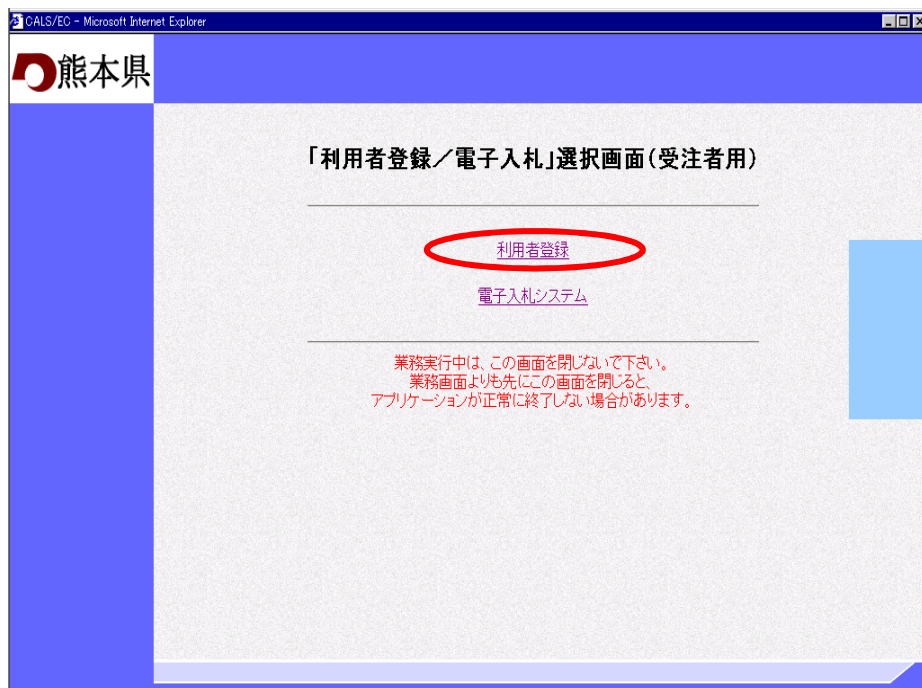 CALS/EC - Microsoft Internet Explorer
熊本県
「利用者登録／電子入札」選択画面(受注者用)
利用者登録
電子入札システム
業務実行中は、この画面を閉じないで下さい。
業務画面よりも先にこの画面を閉じると、
アプリケーションが正常に終了しない場合があります。